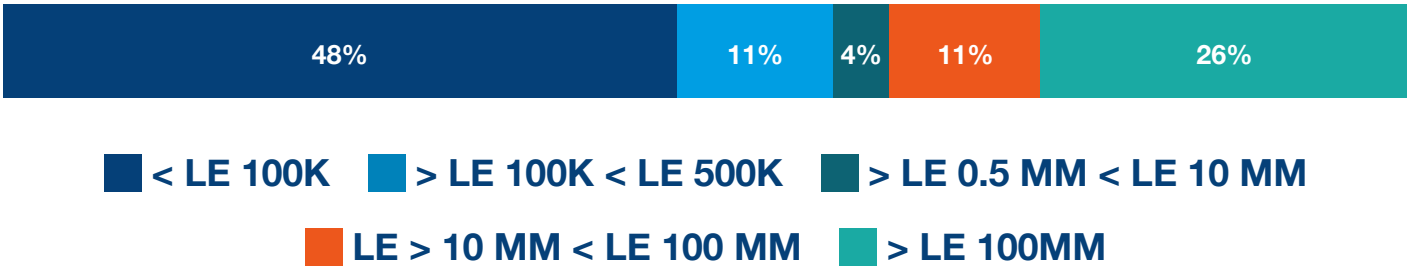 48% 11% 4% 11% 26%
< LE 100K > LE 100K < LE 500K > LE 0.5 MM < LE 10 MM
LE > 10 MM < LE 100 MM > LE 100MM